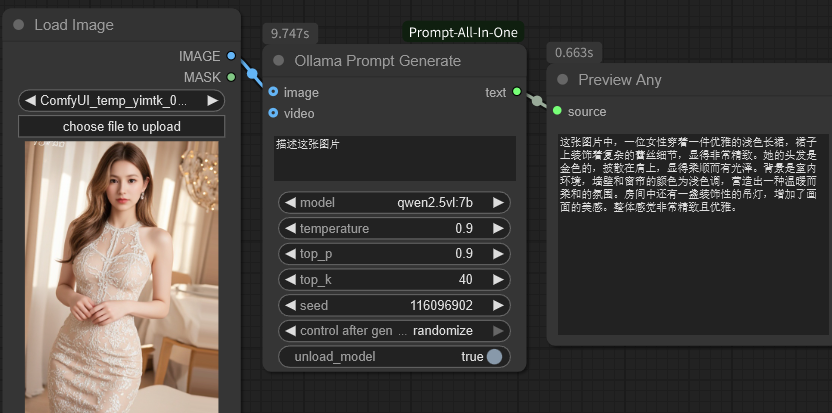 Load Image
IMAGE
MASK
ComfyUI_temp_yimtk_0...
choose file to upload
9.747s
Prompt-All-In-One
Ollama Prompt Generate
image
text
video
描述这张图片
model qwen2.5vl:7b
temperature 0.9
top_p 0.9
top_k 40
seed 116096902
control after gen ... randomize
unload_model true
0.663s
Preview Any
source
这张图片中，一位女性穿着一件优雅的浅色长裙，裙子
上装饰着复杂的蕾丝细节，显得非常精致。她的头发是
金色的，披散在肩上，显得柔顺而有光泽。背景是室内
环境，墙壁和窗帘的颜色为浅色调，营造出一种温暖而
柔和的氛围。房间中还有一盏装饰性的吊灯，增加了画
面的美感。整体感觉非常精致且优雅。